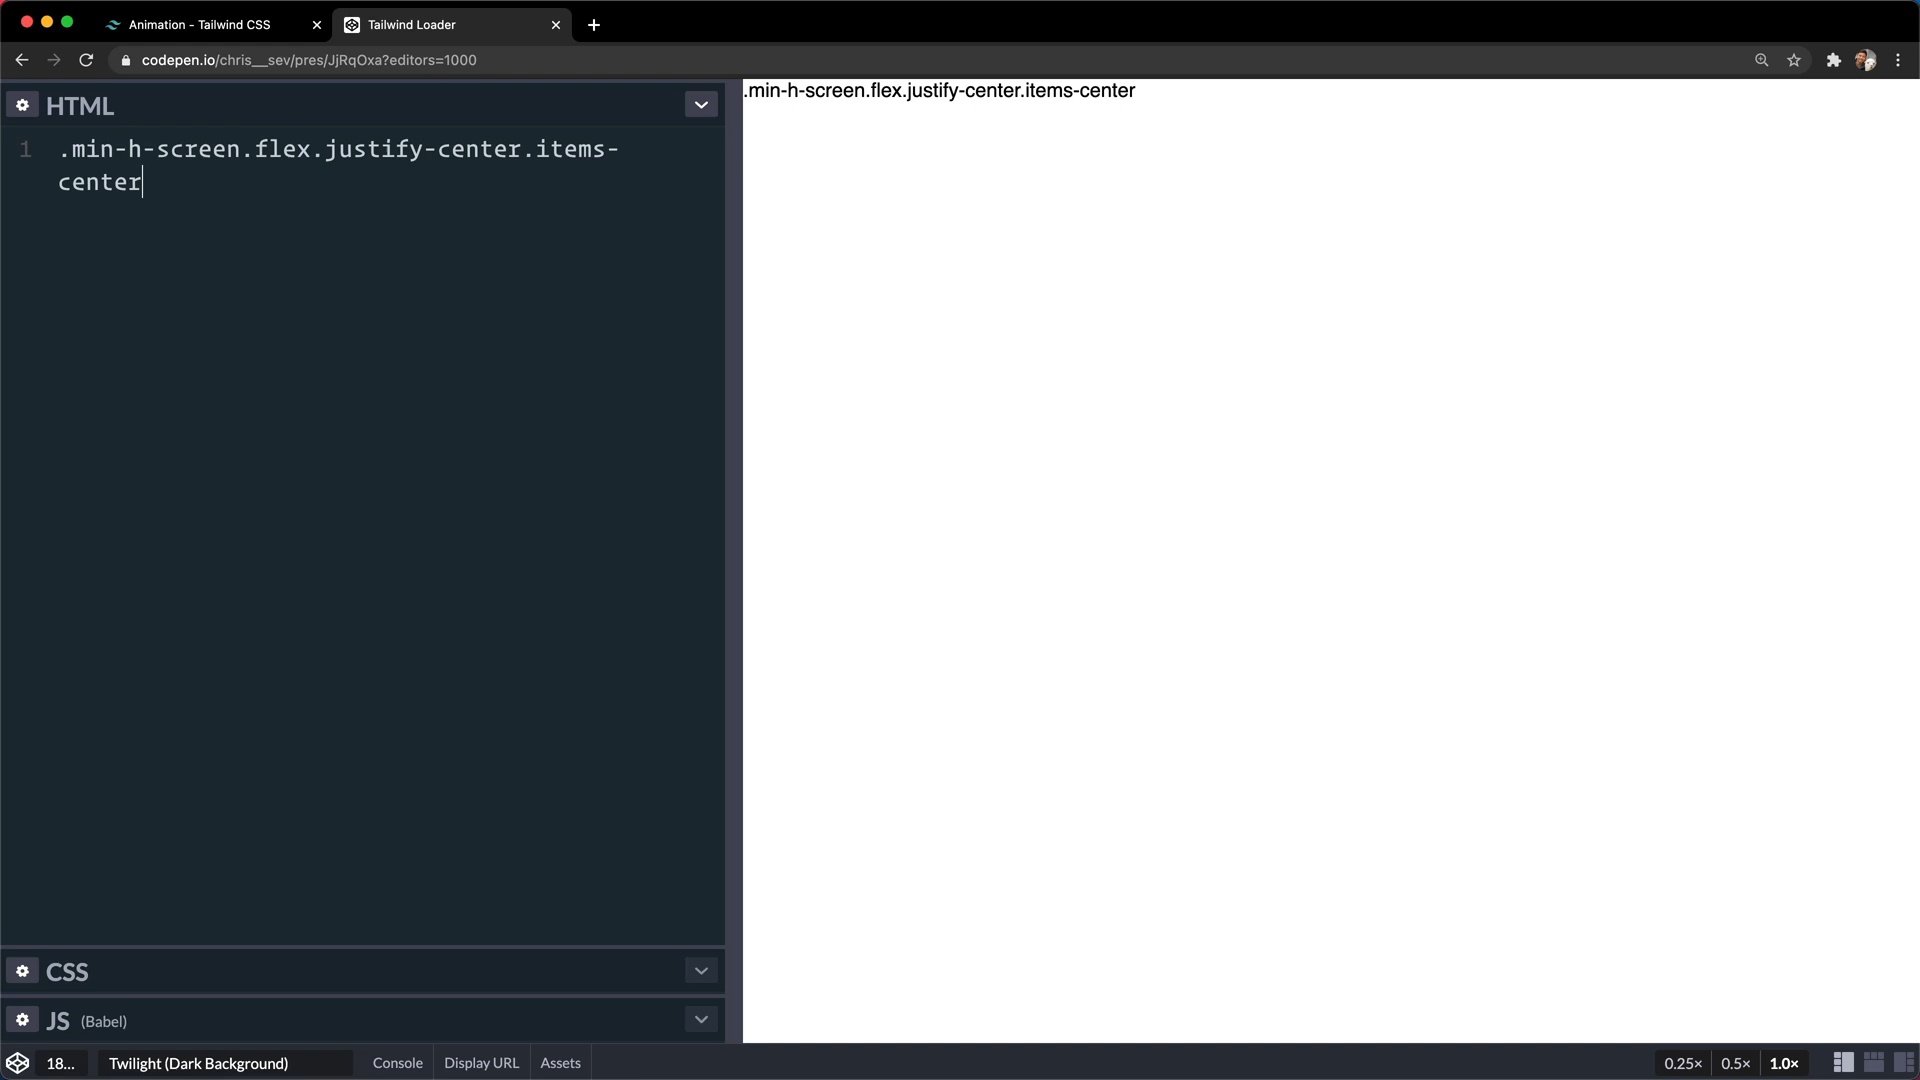 Animation - Tailwind CSS
Tailwind Loader
codepen.io/chris__sev/pres/JjRqOxa?editors=1000
HTML
.min-h-screen.flex.justify-center.items-center
1 .min-h-screen.flex.justify-center.items-
center
CSS
JS (Babel)
18... Twilight (Dark Background) Console Display URL Assets 0.25× 0.5× 1.0×